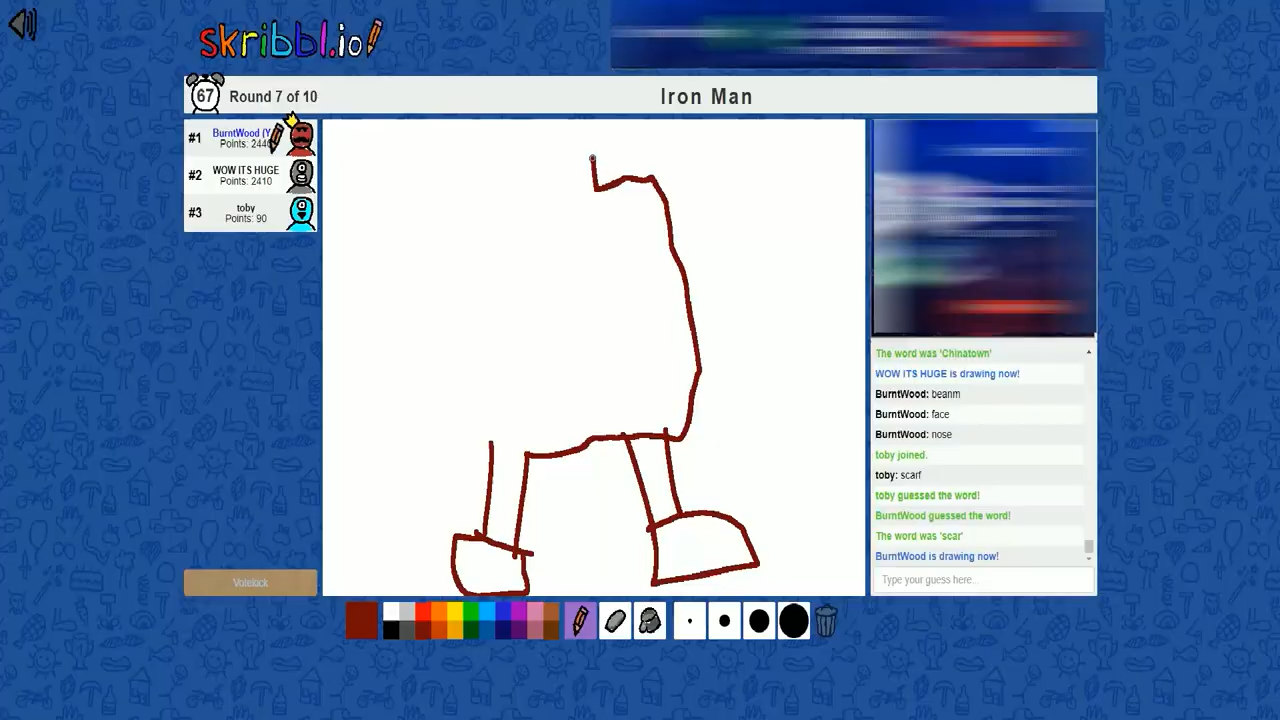 skribbl.io
67
Round 7 of 10
Iron Man
#1
BurntWood (Y
Points: 2440
#2
WOW ITS HUGE
Points: 2410
#3
toby
Points: 90
The word was 'Chinatown'
WOW ITS HUGE is drawing now!
BurntWood: beanm
BurntWood: face
BurntWood: nose
toby joined.
toby: scarf
toby guessed the word!
BurntWood guessed the word!
The word was 'scar'
BurntWood is drawing now!
Type your guess here...
Votekick